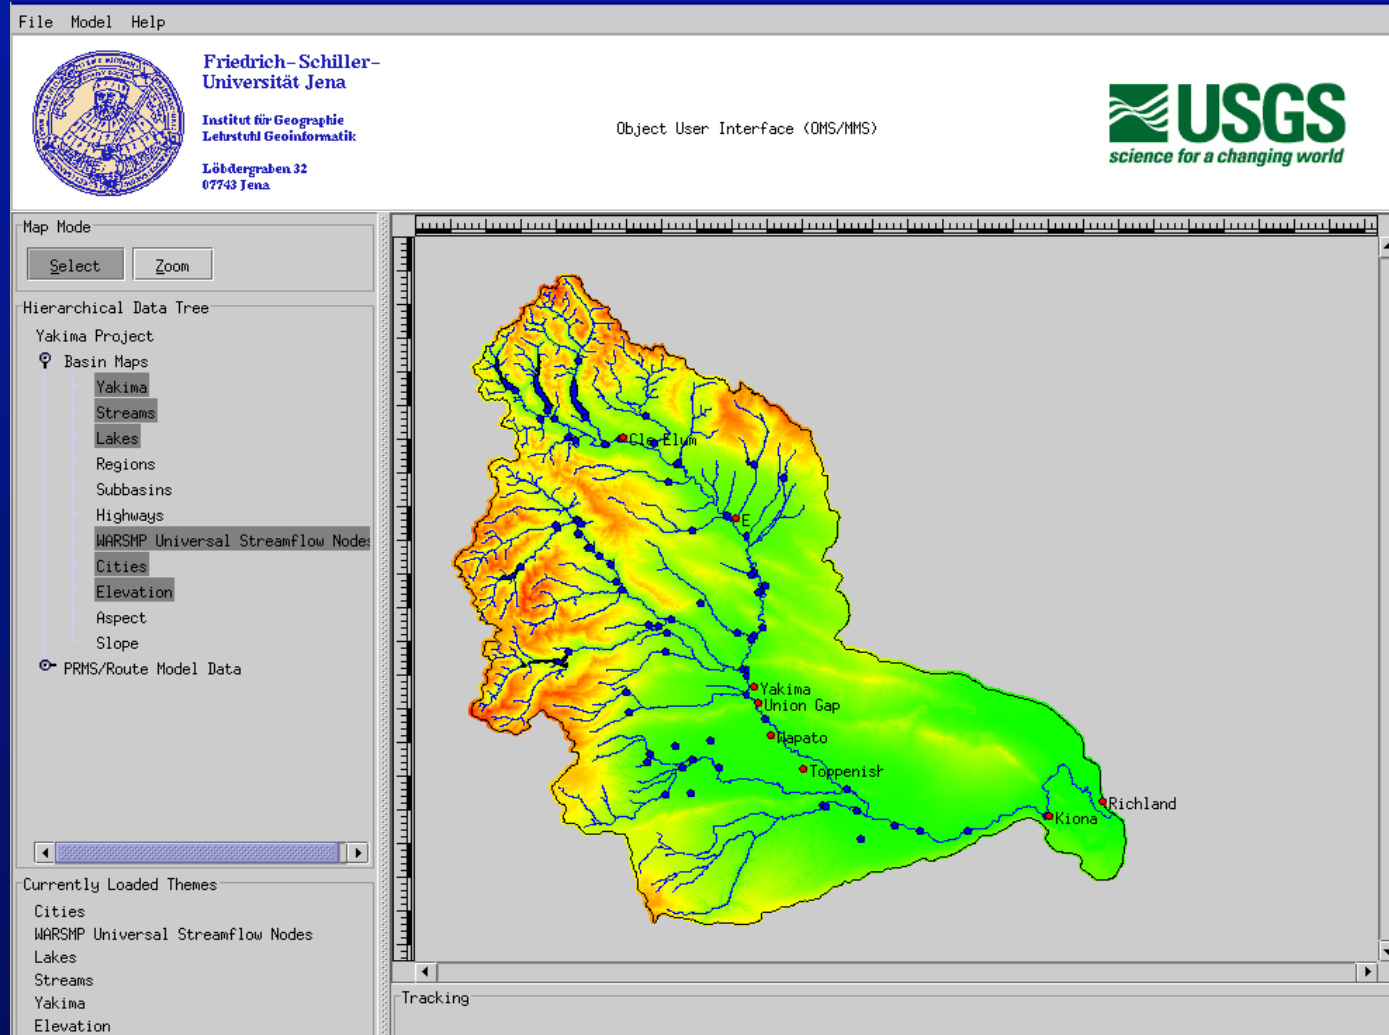 File Model Help
Friedrich-Schiller-
Universität Jena
Institut für Geographie
Lehrstuhl Geoinformatik
Löbdergraben 32
07743 Jena
Object User Interface (OMS/MMS)
USGS
science for a changing world
Map Mode
Select Zoom
Hierarchical Data Tree
Yakima Project
Basin Maps
Yakima
Streams
Lakes
Regions
Subbasins
Highways
WARSMP Universal Streamflow Nodes
Cities
Elevation
Aspect
Slope
PRMS/Route Model Data
Currently Loaded Themes
Cities
WARSMP Universal Streamflow Nodes
Lakes
Streams
Yakima
Elevation
Cle Elum
E
Yakima
Union Gap
Wapato
Toppenish
Richland
Kiona
Tracking